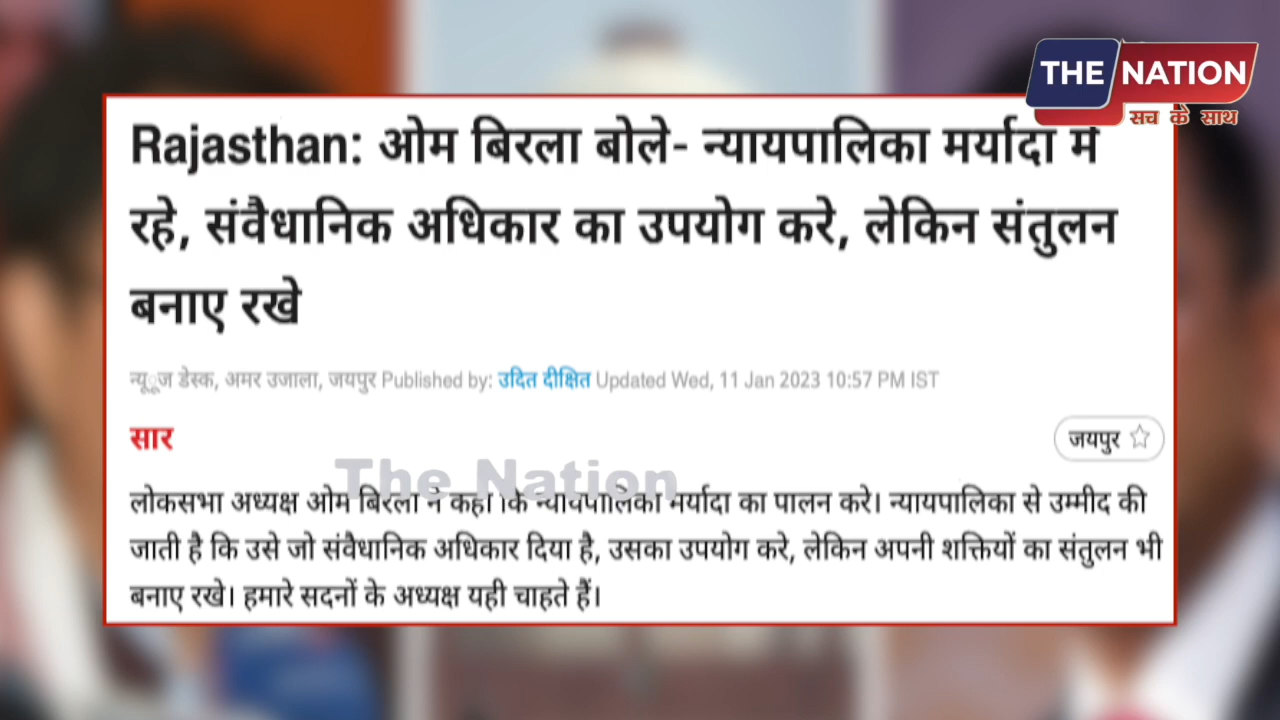 THE NATION
सच के साथ
Rajasthan: ओम बिरला बोले- न्यायपालिका मर्यादा में
रहे, संवैधानिक अधिकार का उपयोग करे, लेकिन संतुलन
बनाए रखे
न्यू्ूज डेस्क, अमर उजाला, जयपुर Published by: उदित दीक्षित Updated Wed, 11 Jan 2023 10:57 PM IST
सार
जयपुर
The Nation
लोकसभा अध्यक्ष ओम बिरला ने कहा कि न्यायपालिका मर्यादा का पालन करे। न्यायपालिका से उम्मीद की
जाती है कि उसे जो संवैधानिक अधिकार दिया है, उसका उपयोग करे, लेकिन अपनी शक्तियों का संतुलन भी
बनाए रखे। हमारे सदनों के अध्यक्ष यही चाहते हैं।